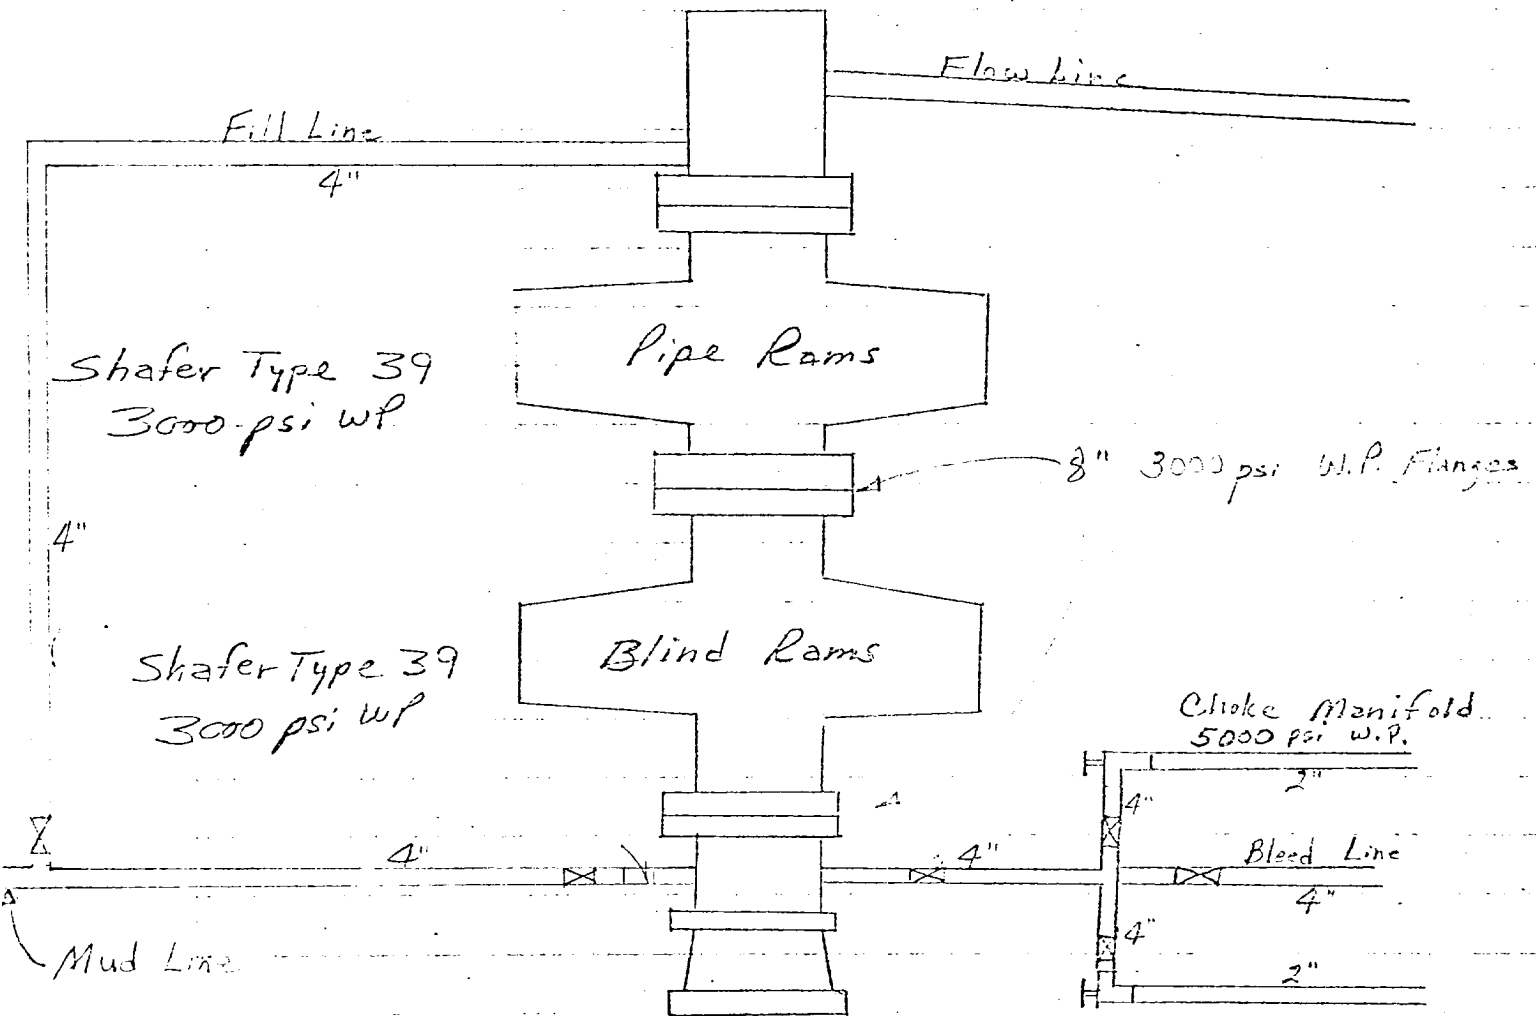 Flow Line
Fill Line
4"
Pipe Rams
Shafer Type 39
3000 psi WP
8" 3000 psi W.P. Flanges
4"
Blind Rams
Shafer Type 39
3000 psi WP
Choke Manifold
5000 psi W.P.
2"
4"
4"
4"
Bleed Line
4"
4"
Mud Line
2"